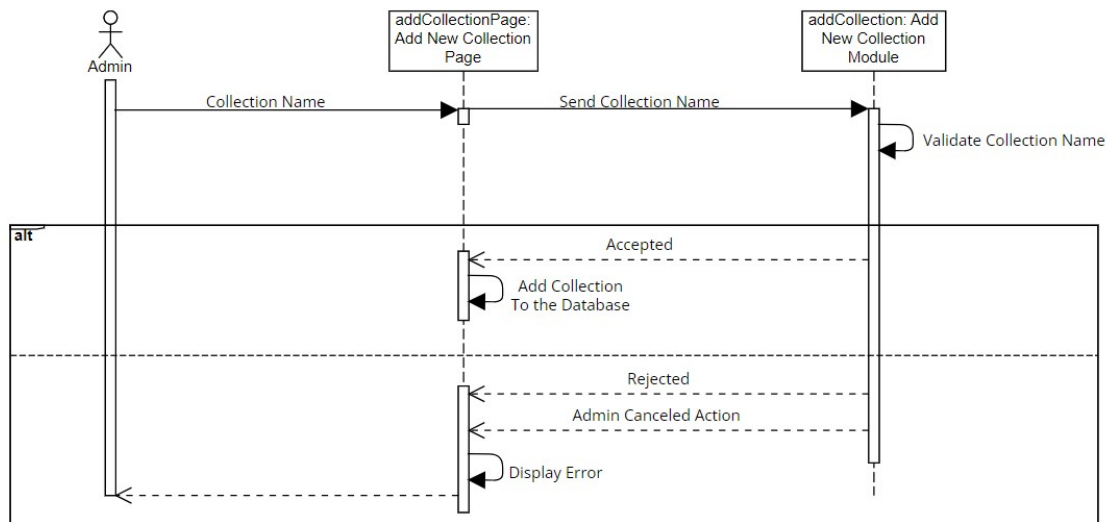 addCollectionPage:
Add New Collection
Page
addCollection: Add
New Collection
Module
Admin
Collection Name
Send Collection Name
Validate Collection Name
alt
Accepted
Add Collection
To the Database
Rejected
Admin Canceled Action
Display Error